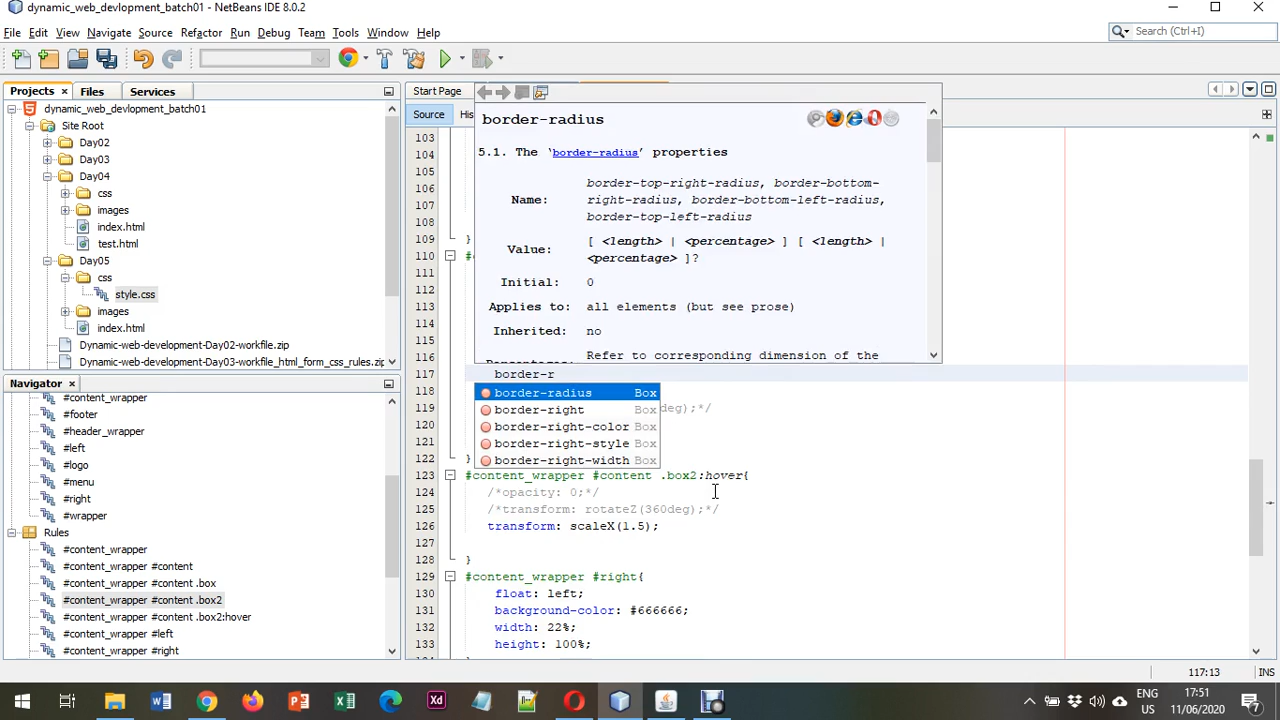 dynamic_web_devlopment_batch01 - NetBeans IDE 8.0.2
File Edit View Navigate Source Refactor Run Debug Team Tools Window Help
Search (Ctrl+I)
Projects × Files Services
dynamic_web_devlopment_batch01
Site Root
Day02
Day03
Day04
css
images
index.html
test.html
Day05
css
style.css
images
index.html
Dynamic-web-development-Day02-workfile.zip
Dynamic-web-development-Day03-workfile_html_form_css_rules.zip
Navigator ×
#content_wrapper
#footer
#header_wrapper
#left
#logo
#menu
#right
#wrapper
Rules
#content_wrapper
#content_wrapper #content
#content_wrapper #content .box
#content_wrapper #content .box2
#content_wrapper #content .box2:hover
#content_wrapper #left
#content_wrapper #right
Start Page
Source His
border-radius
5.1. The ‘border-radius’ properties
Name: border-top-right-radius, border-bottom-
right-radius, border-bottom-left-radius,
border-top-left-radius
Value: [ <length> | <percentage> ] [ <length> |
<percentage> ]?
Initial: 0
Applies to: all elements (but see prose)
Inherited: no
Percentages: Refer to corresponding dimension of the
103
104
105
106
107
108
109 }
110 #c
111
112
113
114
115
116
117 border-r
118
border-radius Box
border-right Box
border-right-color Box
border-right-style Box
border-right-width Box
119 deg);*/
120
121
122 }
123 #content_wrapper #content .box2:hover{
124 /*opacity: 0;*/
125 /*transform: rotateZ(360deg);*/
126 transform: scaleX(1.5);
127
128 }
129 #content_wrapper #right{
130 float: left;
131 background-color: #666666;
132 width: 22%;
133 height: 100%;
117:13 INS
ENG
INTL
17:51
11/06/2020
7